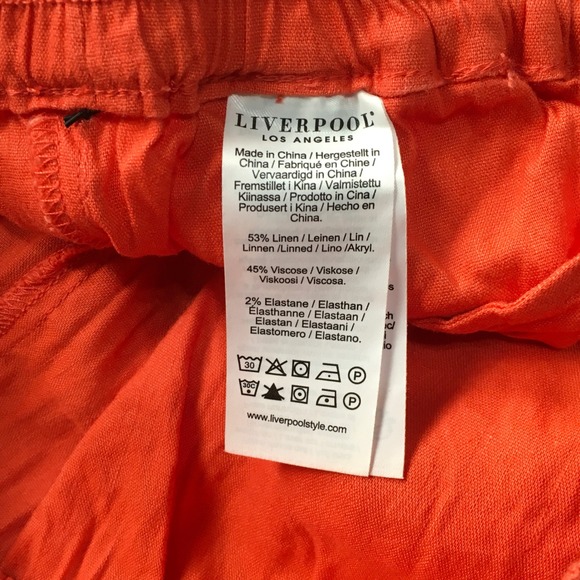 LIVERPOOL
LOS ANGELES
Made in China / Hergestellt in
China / Fabriqué en Chine /
Vervaardigd in China /
Fremstillet i Kina / Valmistettu
Kiinassa / Prodotto in Cina /
Produsert i Kina / Hecho en
China.
53% Linen / Leinen / Lin /
Linnen /Linned / Lino /Akryl.
45% Viscose / Viskose /
Viskoosi / Viscosa.
2% Elastane / Elasthan /
Élasthanne / Elastaan /
Elastan / Elastaani /
Elastomero / Elastano.
30 P
30C P
www.liverpoolstyle.com